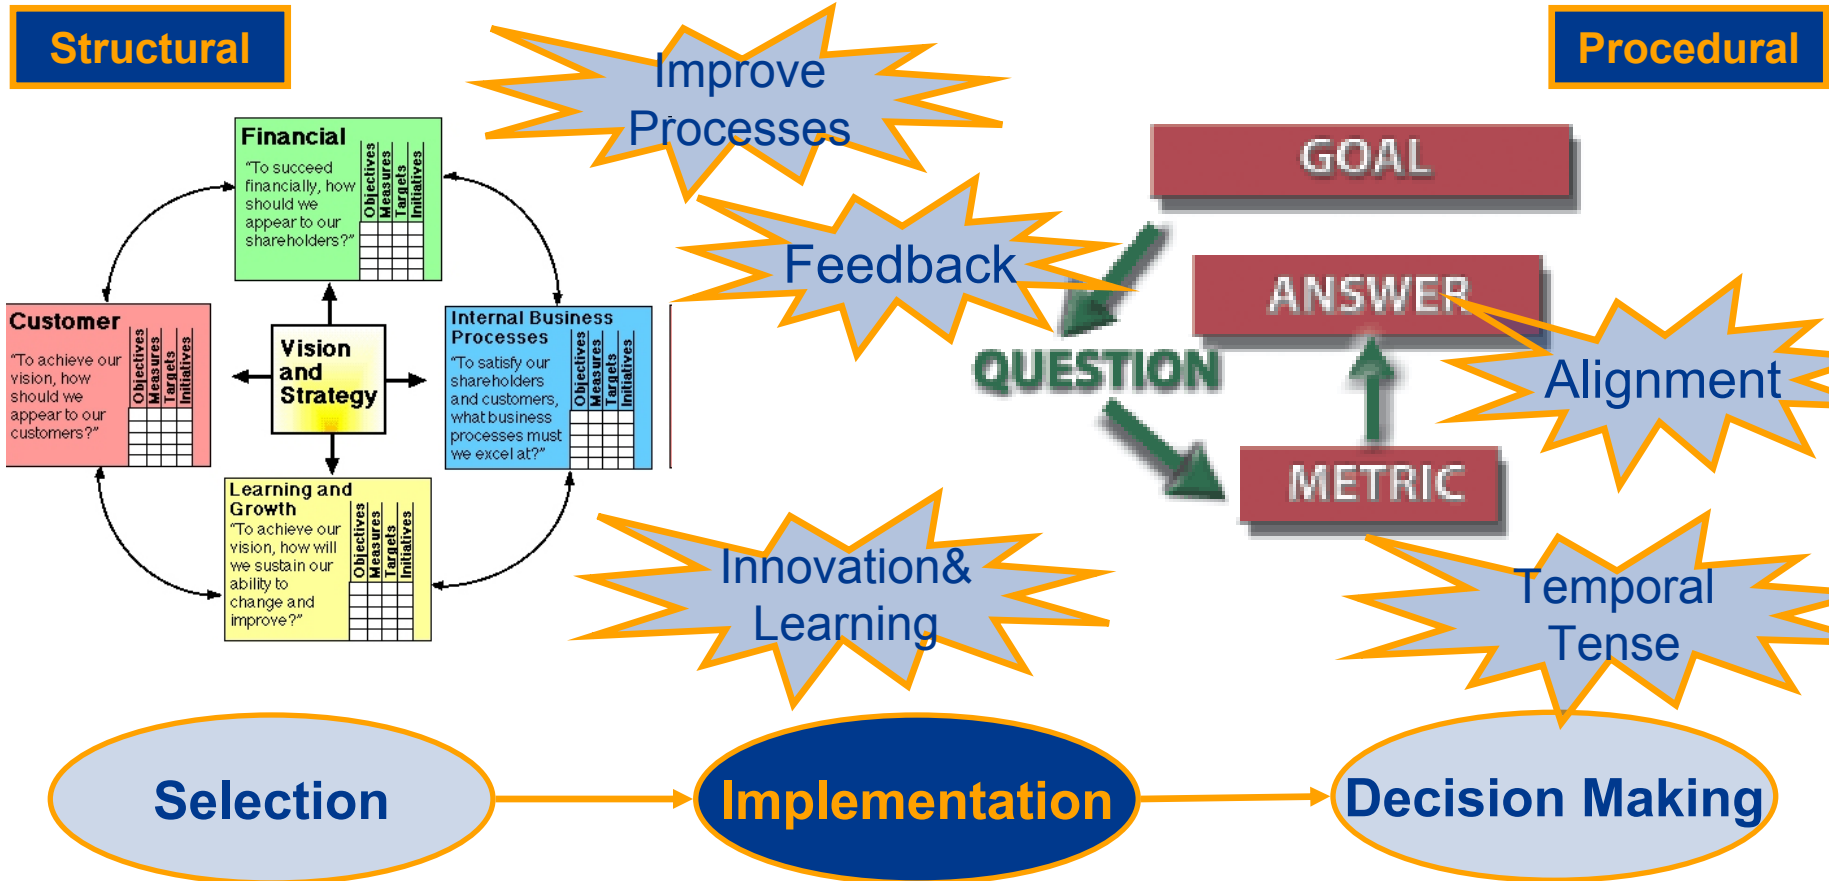 Structural
Improve
Processes
Procedural
Financial
"To succeed
financially, how
should we
appear to our
shareholders?"
Objectives
Measures
Targets
Initiatives
GOAL
Feedback
ANSWER
Customer
"To achieve our
vision, how
should we
appear to our
customers?"
Objectives
Measures
Targets
Initiatives
Vision
and
Strategy
Internal Business
Processes
"To satisfy our
shareholders
and customers,
what business
processes must
we excel at?"
Objectives
Measures
Targets
Initiatives
QUESTION
Alignment
METRIC
Learning and
Growth
"To achieve our
vision, how will
we sustain our
ability to
change and
improve?"
Objectives
Measures
Targets
Initiatives
Innovation&
Learning
Temporal
Tense
Selection
Implementation
Decision Making